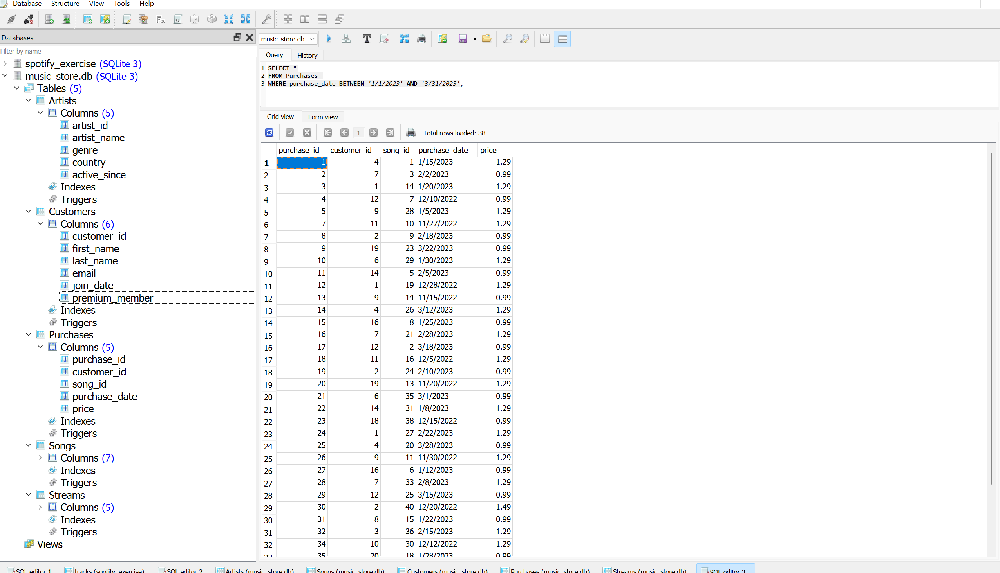 Database Structure View Tools Help
Databases
Filter by name
spotify_exercise (SQLite 3)
music_store.db (SQLite 3)
Tables (5)
Artists
Columns (5)
artist_id
artist_name
genre
country
active_since
Indexes
Triggers
Customers
Columns (6)
customer_id
first_name
last_name
email
join_date
premium_member
Indexes
Triggers
Purchases
Columns (5)
purchase_id
customer_id
song_id
purchase_date
price
Indexes
Triggers
Songs
Columns (7)
Indexes
Triggers
Streams
Columns (5)
Indexes
Triggers
Views
music_store.db
Query History
1 SELECT *
2 FROM Purchases
3 WHERE purchase_date BETWEEN '1/1/2023' AND '3/31/2023';
Grid view Form view
1 Total rows loaded: 38
purchase_id customer_id song_id purchase_date price
1 1 4 1 1/15/2023 1.29
2 2 7 3 2/2/2023 0.99
3 3 1 14 1/20/2023 1.29
4 4 12 7 12/10/2022 0.99
5 5 9 28 1/5/2023 1.29
6 7 11 10 11/27/2022 1.29
7 8 2 9 2/18/2023 0.99
8 9 19 23 3/22/2023 0.99
9 10 6 29 1/30/2023 1.29
10 11 14 5 2/5/2023 0.99
11 12 1 19 12/28/2022 1.29
12 13 9 14 11/15/2022 0.99
13 14 4 26 3/12/2023 1.29
14 15 16 8 1/25/2023 0.99
15 16 7 21 2/28/2023 1.29
16 17 12 2 3/18/2023 0.99
17 18 11 16 12/5/2022 1.29
18 19 2 24 2/10/2023 0.99
19 20 19 13 11/20/2022 1.29
20 21 6 35 3/1/2023 0.99
21 22 14 31 1/8/2023 1.29
22 23 18 38 12/15/2022 0.99
23 24 1 27 2/22/2023 1.29
24 25 4 20 3/28/2023 0.99
25 26 9 11 11/30/2022 1.29
26 27 16 6 1/12/2023 0.99
27 28 7 33 2/8/2023 1.29
28 29 12 25 3/15/2023 0.99
29 30 2 40 12/20/2022 1.49
30 31 8 15 1/22/2023 0.99
31 32 3 36 2/15/2023 1.29
32 34 10 30 12/12/2022 1.29
33 35 20 18 1/28/2023 0.99
SQL editor 1 tracks (spotify_exercise) SQL editor 2 Artists (music_store.db) Songs (music_store.db) Customers (music_store.db) Purchases (music_store.db) Streams (music_store.db) SQL editor 3